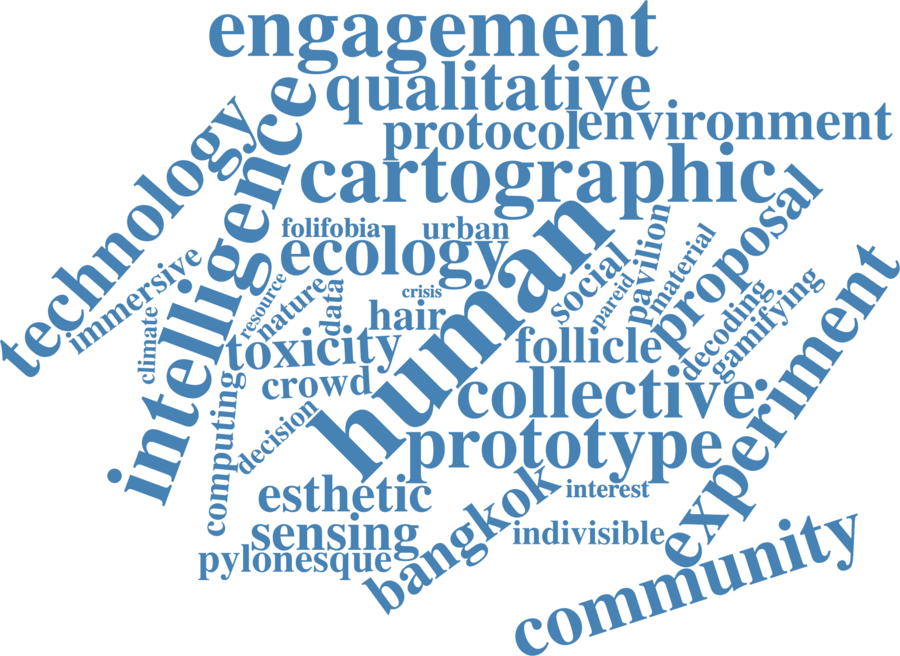 engagement
qualitative
protocol
environment
technology
intelligence
cartographic
folifobia
urban
ecology
human
social
pareid
pavilion
material
proposal
immersive
climate
resource
nature
data
crisis
hair
toxicity
crowd
follicle
decoding
gamifying
experiment
collective
prototype
computing
decision
esthetic
sensing
pylonesque
bangkok
interest
indivisible
community